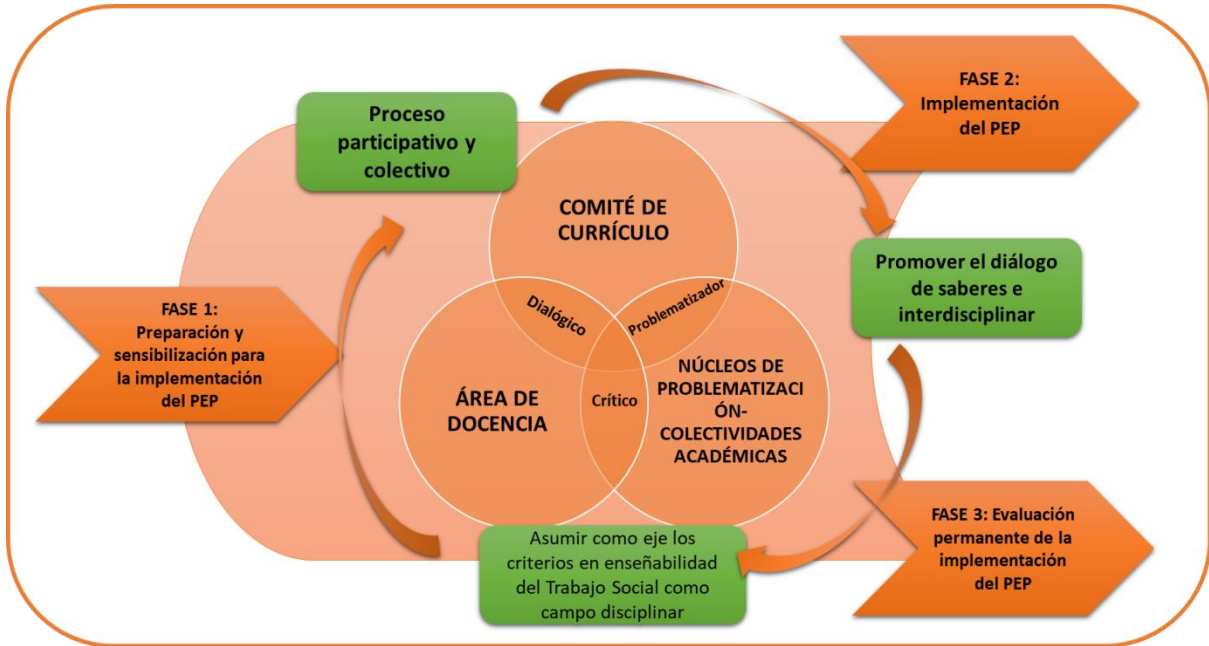 Proceso
participativo y
colectivo
FASE 2:
Implementación
del PEP
COMITÉ DE
CURRÍCULO
Promover el diálogo
de saberes e
interdisciplinar
FASE 1:
Preparación y
sensibilización para
la implementación
del PEP
Dialógico
Problematizador
ÁREA DE
DOCENCIA
Crítico
NÚCLEOS DE
PROBLEMATIZACI
ÓN-
COLECTIVIDADES
ACADÉMICAS
Asumir como eje los
criterios en enseñabilidad
del Trabajo Social como
campo disciplinar
FASE 3: Evaluación
permanente de la
implementación
del PEP